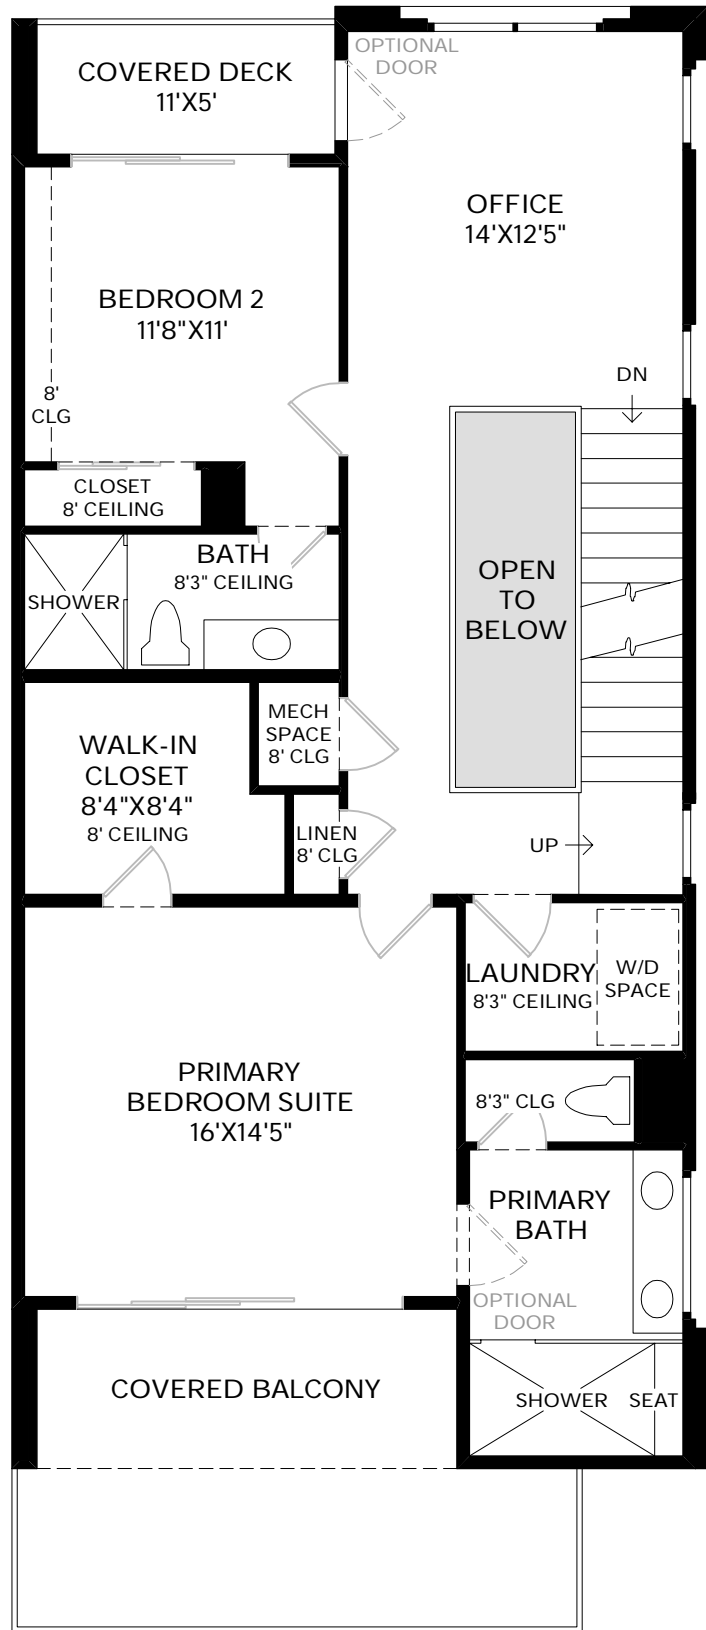 OPTIONAL
DOOR
COVERED DECK
11'X5'
OFFICE
14'X12'5"
BEDROOM 2
11'8"X11'
8'
CLG
DN
CLOSET
8' CEILING
BATH
8'3" CEILING
SHOWER
OPEN
TO
BELOW
MECH
SPACE
8' CLG
WALK-IN
CLOSET
8'4"X8'4"
8' CEILING
LINEN
8' CLG
UP
LAUNDRY
8'3" CEILING
W/D
SPACE
PRIMARY
BEDROOM SUITE
16'X14'5"
8'3" CLG
PRIMARY
BATH
OPTIONAL
DOOR
COVERED BALCONY
SHOWER
SEAT